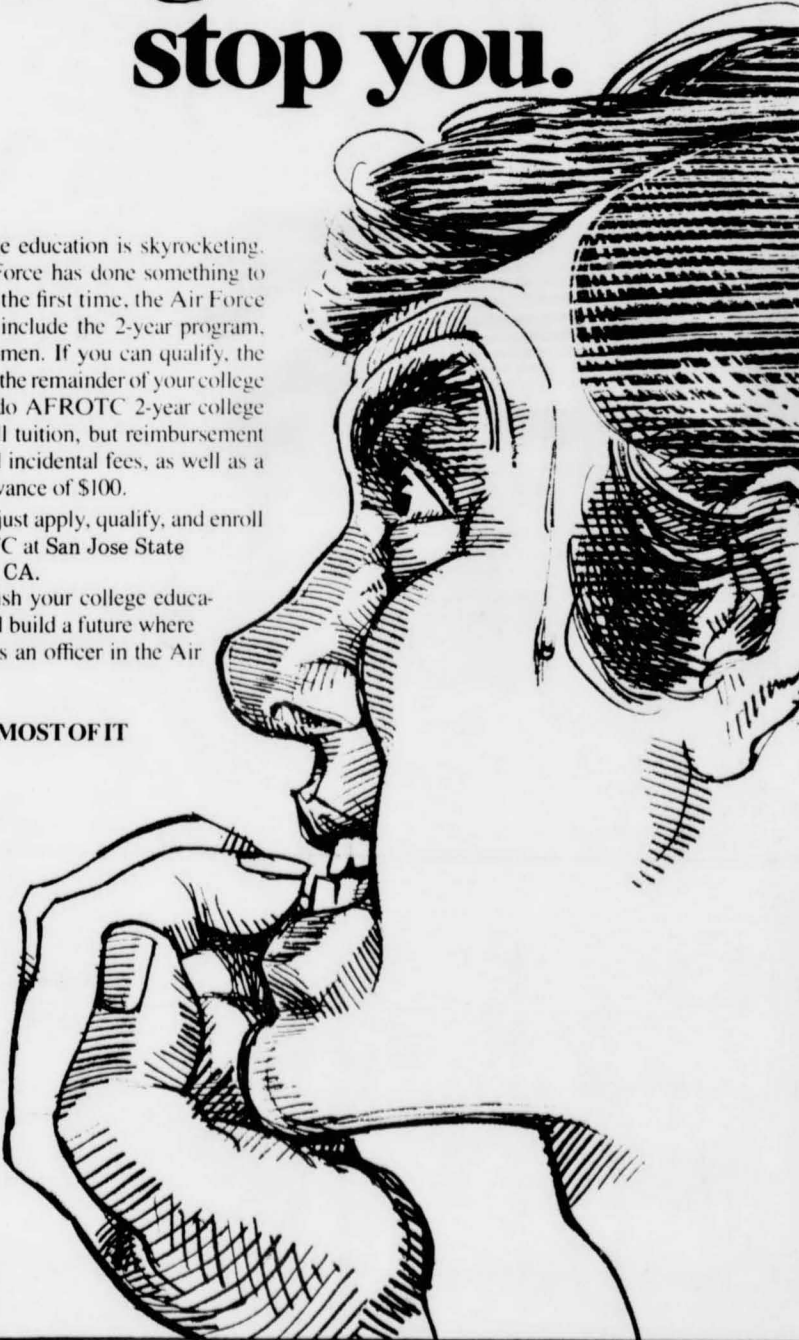 stop you.
e education is skyrocketing.
Force has done something to
the first time, the Air Force
include the 2-year program,
men. If you can qualify, the
the remainder of your college
do AFROTC 2-year college
l tuition, but reimbursement
l incidental fees, as well as a
vance of $100.
just apply, qualify, and enroll
C at San Jose State
CA.
sh your college educa-
l build a future where
s an officer in the Air
MOST OF IT